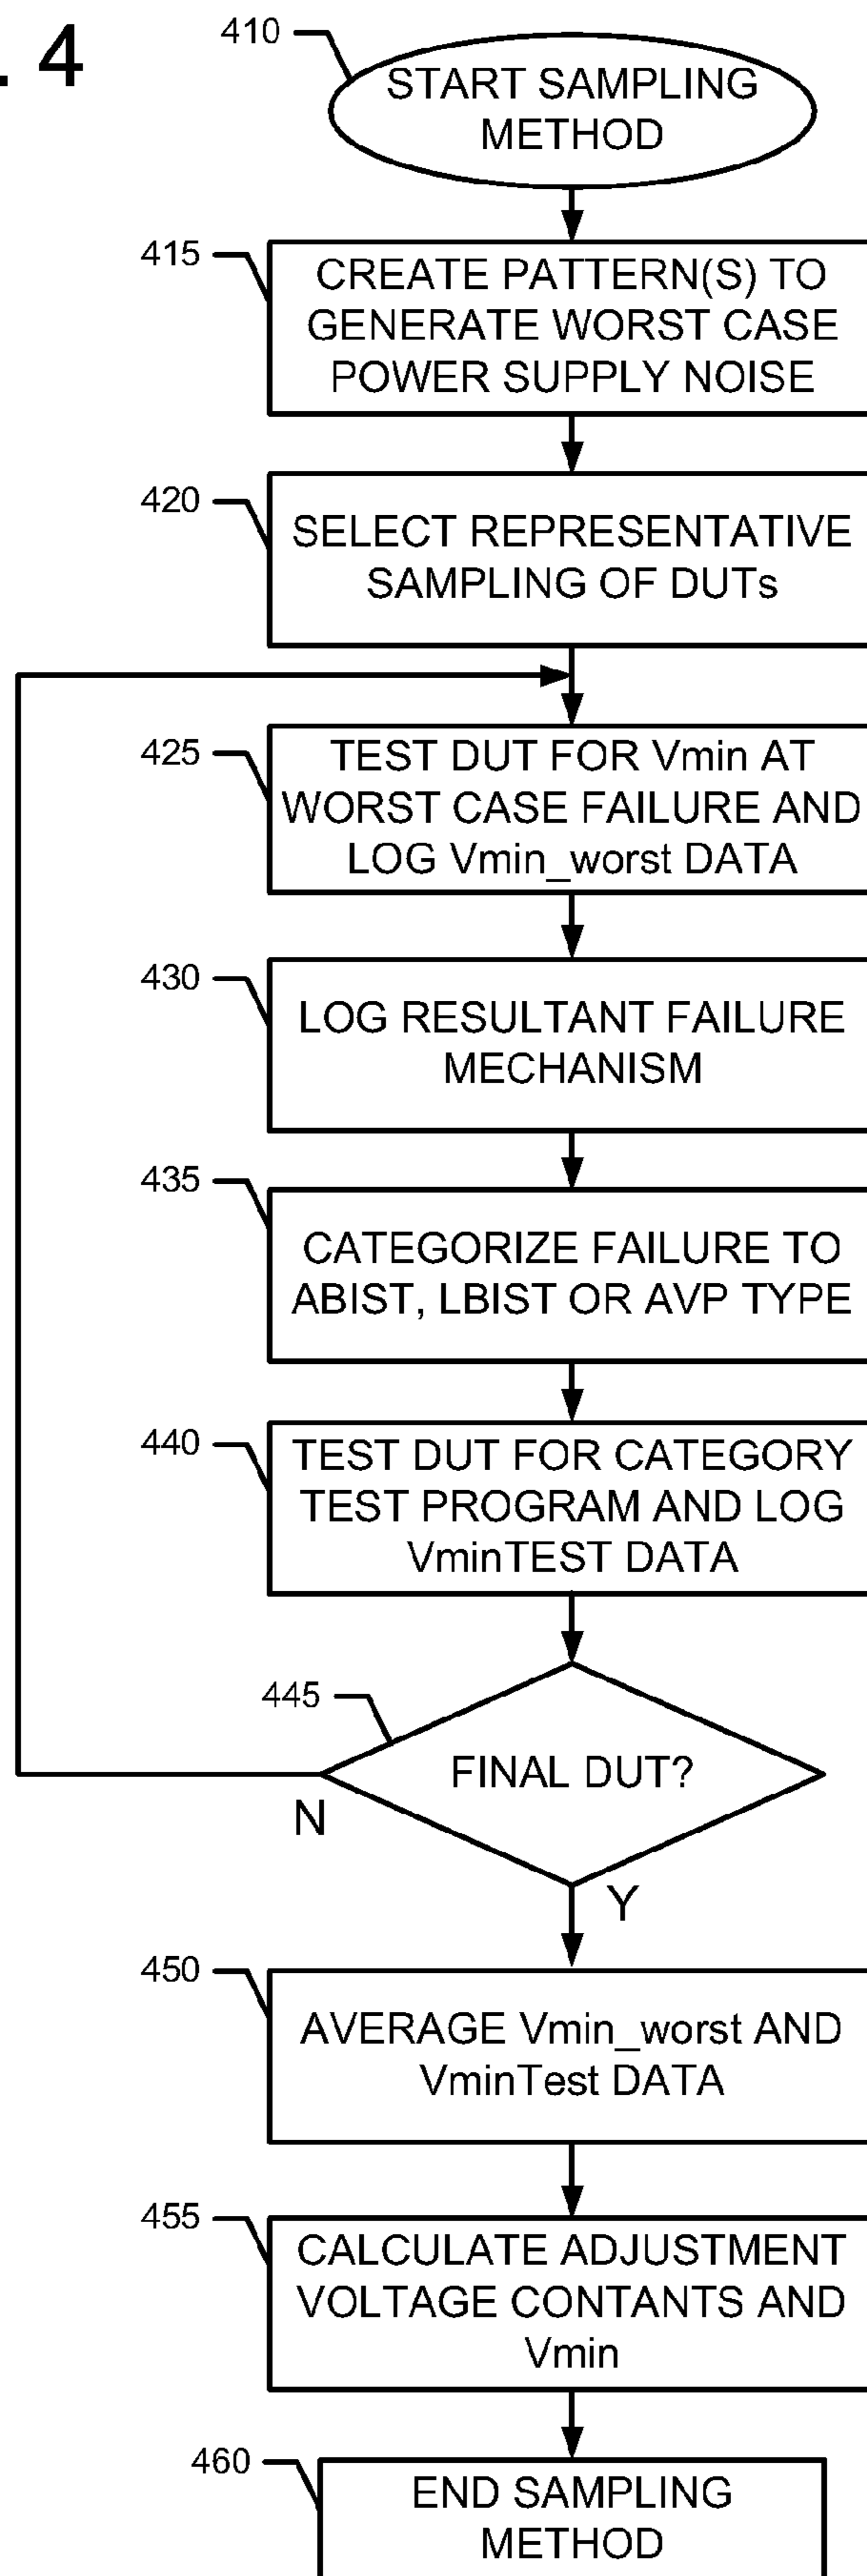 . 4
410
START SAMPLING
METHOD
415
CREATE PATTERN(S) TO
GENERATE WORST CASE
POWER SUPPLY NOISE
420
SELECT REPRESENTATIVE
SAMPLING OF DUTs
425
TEST DUT FOR Vmin AT
WORST CASE FAILURE AND
LOG Vmin_worst DATA
430
LOG RESULTANT FAILURE
MECHANISM
435
CATEGORIZE FAILURE TO
ABIST, LBIST OR AVP TYPE
440
TEST DUT FOR CATEGORY
TEST PROGRAM AND LOG
VminTEST DATA
445
FINAL DUT?
N
Y
450
AVERAGE Vmin_worst AND
VminTest DATA
455
CALCULATE ADJUSTMENT
VOLTAGE CONTANTS AND
Vmin
460
END SAMPLING
METHOD